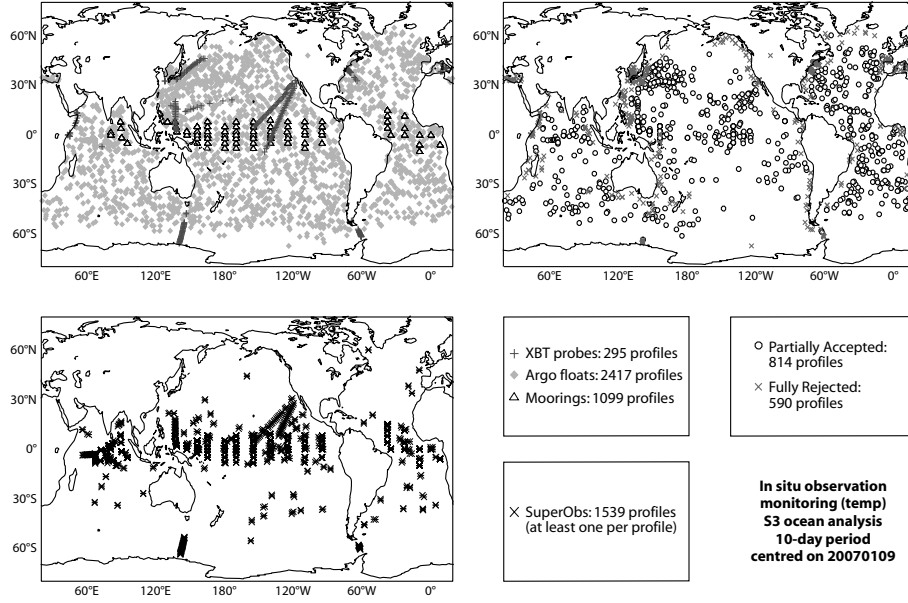 60°N
30°N
0°
30°S
60°S
60°E 120°E 180° 120°W 60°W 0°
60°N
30°N
0°
30°S
60°S
60°E 120°E 180° 120°W 60°W 0°
60°N
30°N
0°
30°S
60°S
60°E 120°E 180° 120°W 60°W 0°
XBT probes: 295 profiles
Argo floats: 2417 profiles
Moorings: 1099 profiles
Partially Accepted:
814 profiles
Fully Rejected:
590 profiles
SuperObs: 1539 profiles
(at least one per profile)
In situ observation
monitoring (temp)
S3 ocean analysis
10-day period
centred on 20070109